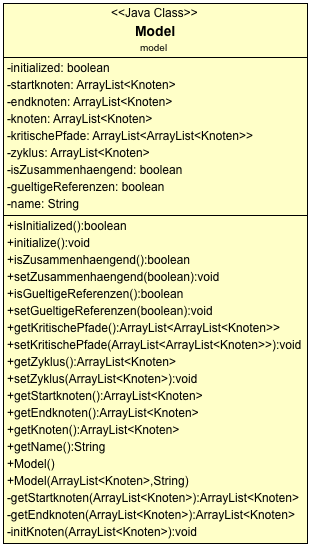 <<Java Class>>
Model
model
-initialized: boolean
-startknoten: ArrayList<Knoten>
-endknoten: ArrayList<Knoten>
-knoten: ArrayList<Knoten>
-kritischePfade: ArrayList<ArrayList<Knoten>>
-zyklus: ArrayList<Knoten>
-isZusammenhaengend: boolean
-gueltigeReferenzen: boolean
-name: String
+isInitialized():boolean
+initialize():void
+isZusammenhaengend():boolean
+setZusammenhaengend(boolean):void
+isGueltigeReferenzen():boolean
+setGueltigeReferenzen(boolean):void
+getKritischePfade():ArrayList<ArrayList<Knoten>>
+setKritischePfade(ArrayList<ArrayList<Knoten>>):void
+getZyklus():ArrayList<Knoten>
+setZyklus(ArrayList<Knoten>):void
+getStartknoten():ArrayList<Knoten>
+getEndknoten():ArrayList<Knoten>
+getKnoten():ArrayList<Knoten>
+getName():String
+Model()
+Model(ArrayList<Knoten>,String)
-getStartknoten(ArrayList<Knoten>):ArrayList<Knoten>
-getEndknoten(ArrayList<Knoten>):ArrayList<Knoten>
-initKnoten(ArrayList<Knoten>):void